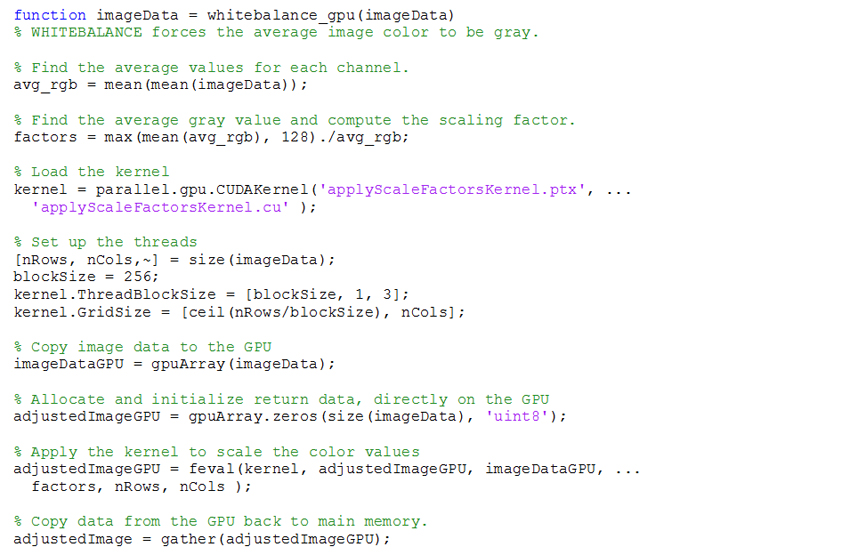 function imageData = whitebalance_gpu(imageData)
% WHITEBALANCE forces the average image color to be gray.
% Find the average values for each channel.
avg_rgb = mean(mean(imageData));
% Find the average gray value and compute the scaling factor.
factors = max(mean(avg_rgb), 128)./avg_rgb;
% Load the kernel
kernel = parallel.gpu.CUDAKernel('applyScaleFactorsKernel.ptx', ...
'applyScaleFactorsKernel.cu' );
% Set up the threads
[nRows, nCols,~] = size(imageData);
blockSize = 256;
kernel.ThreadBlockSize = [blockSize, 1, 3];
kernel.GridSize = [ceil(nRows/blockSize), nCols];
% Copy image data to the GPU
imageDataGPU = gpuArray(imageData);
% Allocate and initialize return data, directly on the GPU
adjustedImageGPU = gpuArray.zeros(size(imageData), 'uint8');
% Apply the kernel to scale the color values
adjustedImageGPU = feval(kernel, adjustedImageGPU, imageDataGPU, ...
factors, nRows, nCols );
% Copy data from the GPU back to main memory.
adjustedImage = gather(adjustedImageGPU);